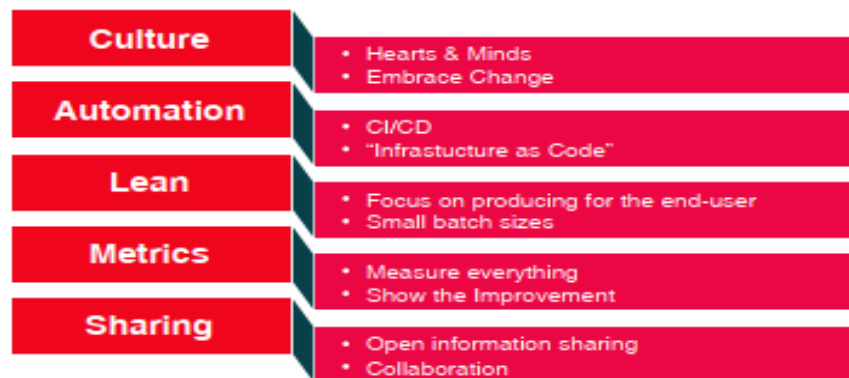 Culture
• Hearts & Minds
• Embrace Change
Automation
• CI/CD
• “Infrastucture as Code”
Lean
• Focus on producing for the end-user
• Small batch sizes
Metrics
• Measure everything
• Show the Improvement
Sharing
• Open information sharing
• Collaboration